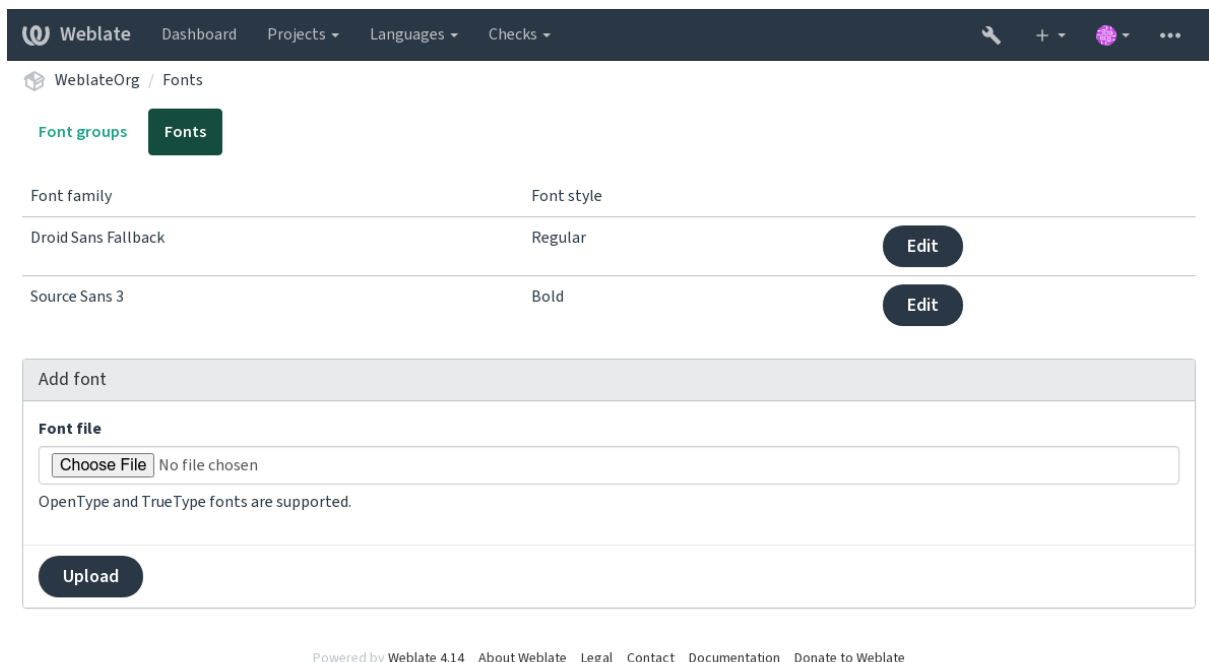 Weblate Dashboard Projects Languages Checks
WeblateOrg / Fonts
Font groups Fonts
Font family Font style
Droid Sans Fallback Regular Edit
Source Sans 3 Bold Edit
Add font
Font file
Choose File No file chosen
OpenType and TrueType fonts are supported.
Upload
Powered by Weblate 4.14 About Weblate Legal Contact Documentation Donate to Weblate